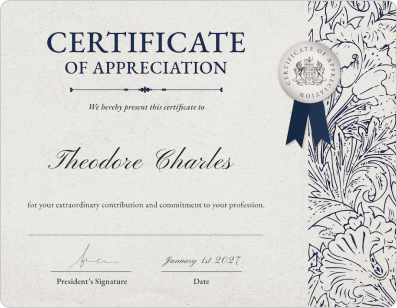 CERTIFICATE
OF APPRECIATION
CERTIFICATE OF APPRECIATION
We hereby present this certificate to
Theodore Charles
for your extraordinary contribution and commitment to your profession.
January 1st 2027
President's Signature
Date